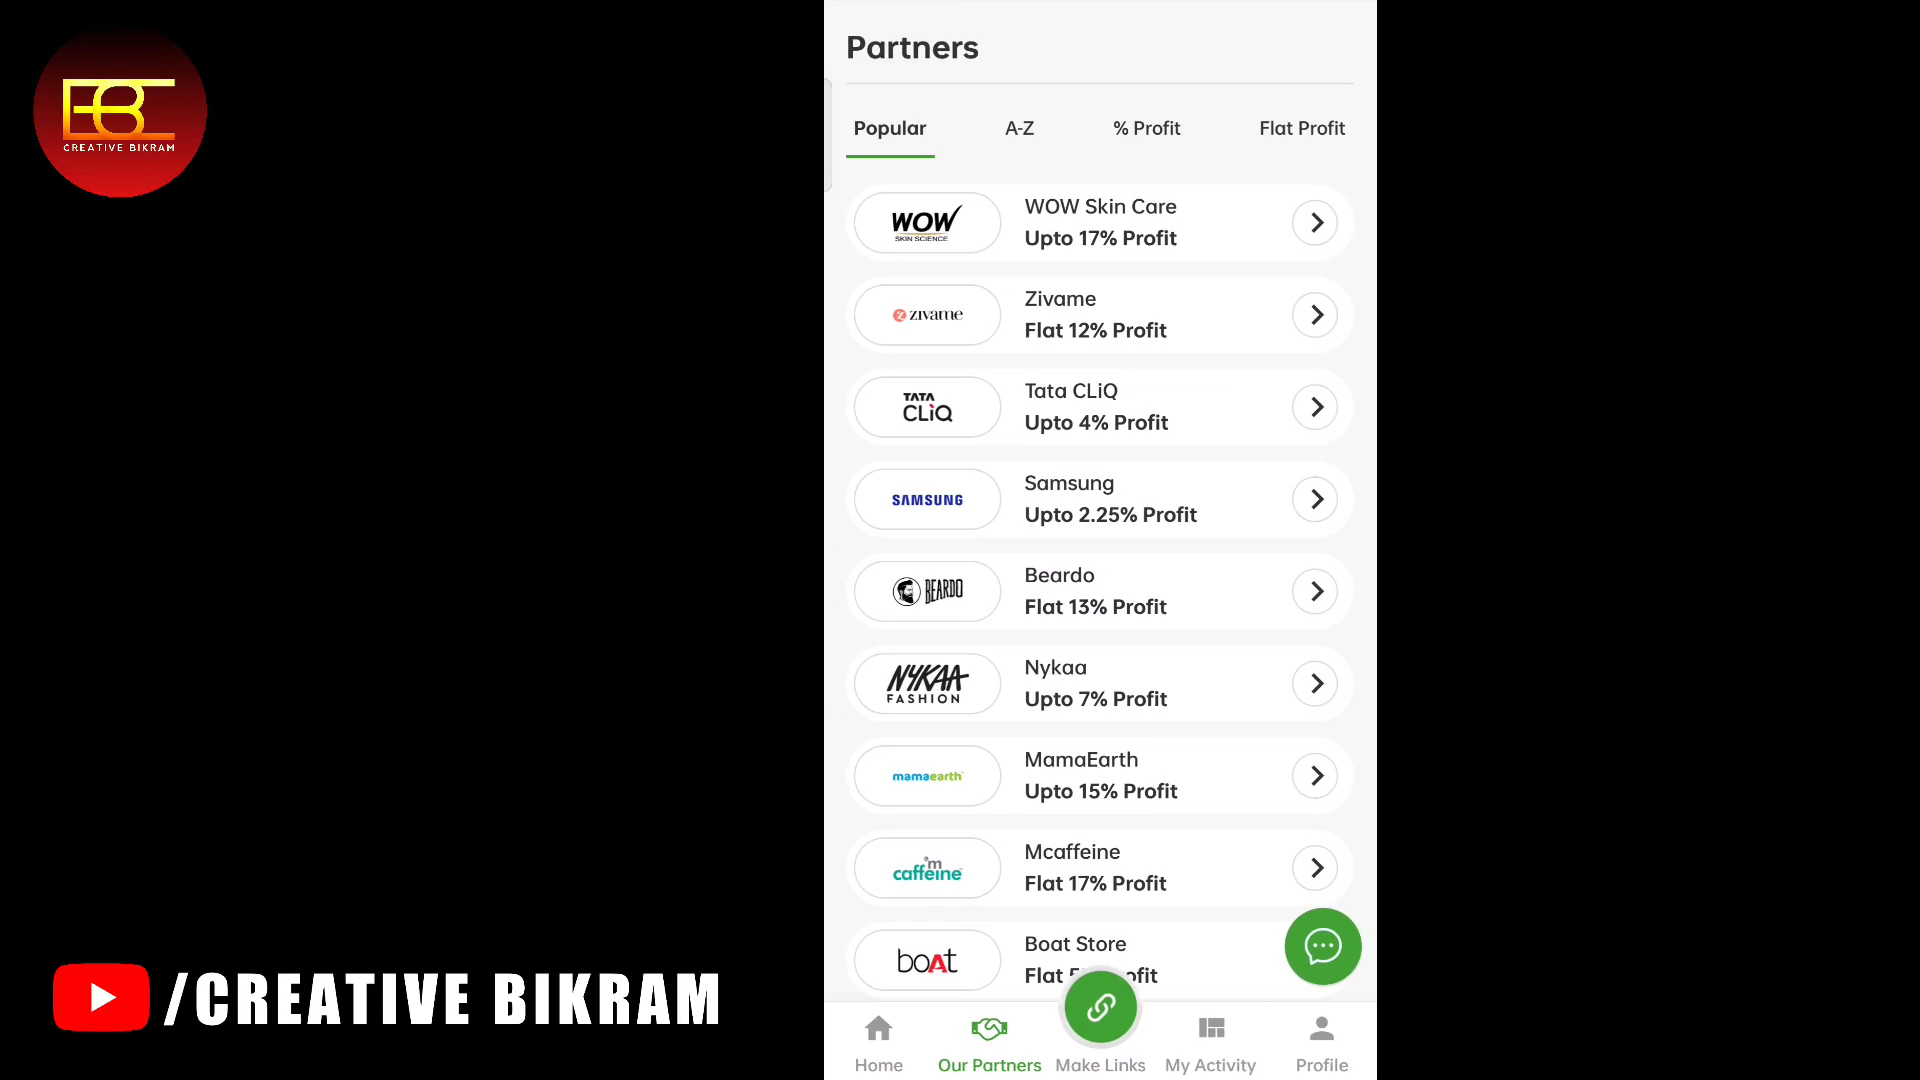 CREATIVE BIKRAM
Partners
Popular A-Z % Profit Flat Profit
WOW
SKIN SCIENCE
WOW Skin Care
Upto 17% Profit
zivame
Zivame
Flat 12% Profit
TATA
CLiQ
Tata CLiQ
Upto 4% Profit
SAMSUNG
Samsung
Upto 2.25% Profit
BEARDO
Beardo
Flat 13% Profit
NYKAA
FASHION
Nykaa
Upto 7% Profit
mamaearth
MamaEarth
Upto 15% Profit
m
caffeine
Mcaffeine
Flat 17% Profit
boAt
Boat Store
Flat
/CREATIVE BIKRAM
Home Our Partners Make Links My Activity Profile